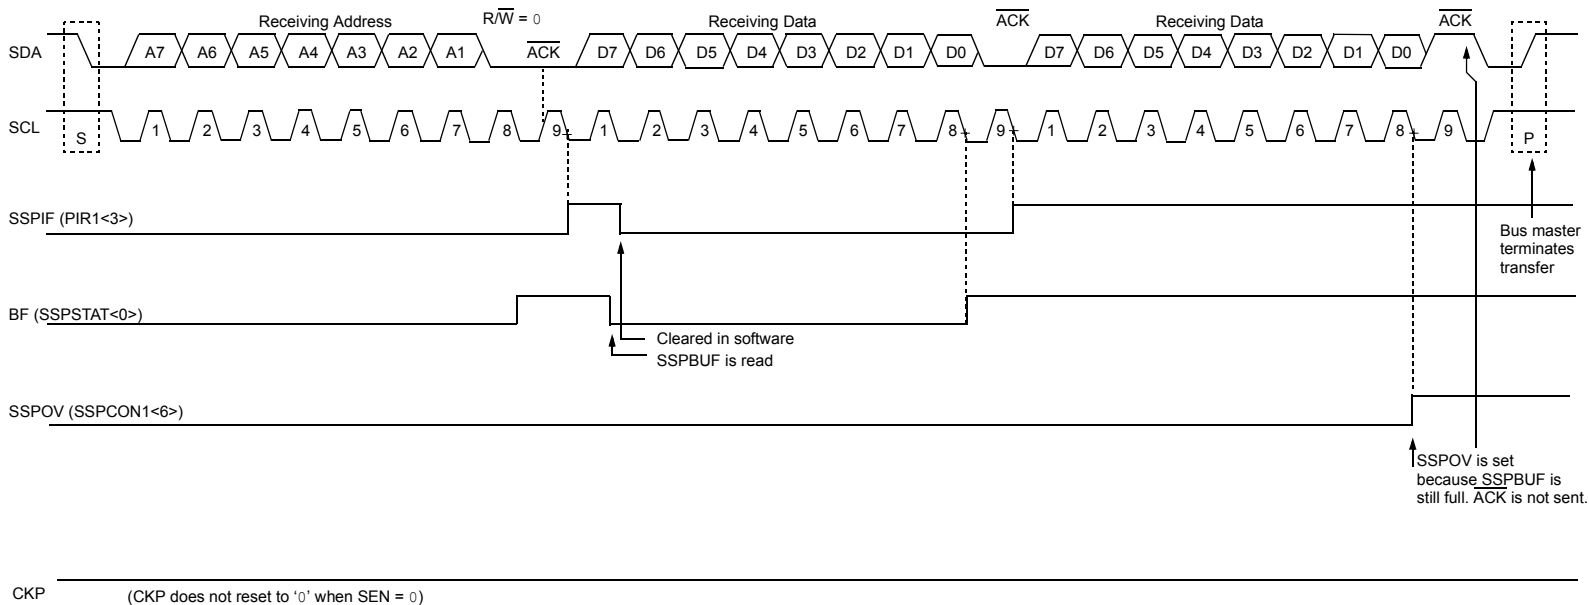 Receiving Address
R/W = 0
Receiving Data
ACK
Receiving Data
ACK
SDA
A7 A6 A5 A4 A3 A2 A1 ACK D7 D6 D5 D4 D3 D2 D1 D0 D7 D6 D5 D4 D3 D2 D1 D0
SCL
S 1 2 3 4 5 6 7 8 9 1 2 3 4 5 6 7 8 9 1 2 3 4 5 6 7 8 9 P
SSPIF (PIR1<3>)
Bus master
terminates
transfer
BF (SSPSTAT<0>)
Cleared in software
SSPBUF is read
SSPOV (SSPCON1<6>)
SSPOV is set
because SSPBUF is
still full. ACK is not sent.
CKP
(CKP does not reset to ‘0’ when SEN = 0)